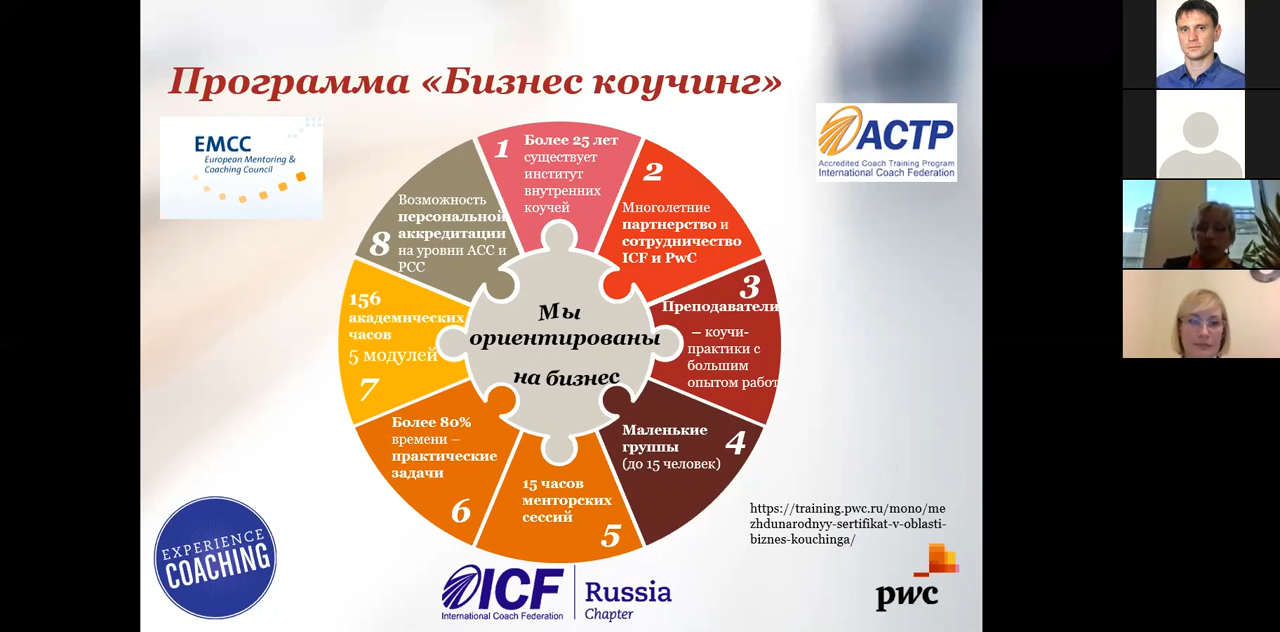 Программа «Бизнес коучинг»
EMCC
European Mentoring &
Coaching Council
ACTP
Accredited Coach Training Program
International Coach Federation
1
Более 25 лет
существует
институт
внутренних
коучей
2
Многолетние
партнерство и
сотрудничество
ICF и PwC
3
Преподаватели
– коучи-
практики с
большим
опытом работ
4
Маленькие
группы
(до 15 человек)
15 часов
менторских
сессий
5
Более 80%
времени –
практические
задачи
6
156
академических
часов
5 модулей
7
Возможность
персональной
аккредитации
на уровни АСС и
РСС
8
Мы
ориентированы
на бизнес
https://training.pwc.ru/mono/me
zhdunarodnyy-sertifikat-v-oblasti-
biznes-kouchinga/
EXPERIENCE
COACHING
ICF
International Coach Federation
Russia
Chapter
pwc